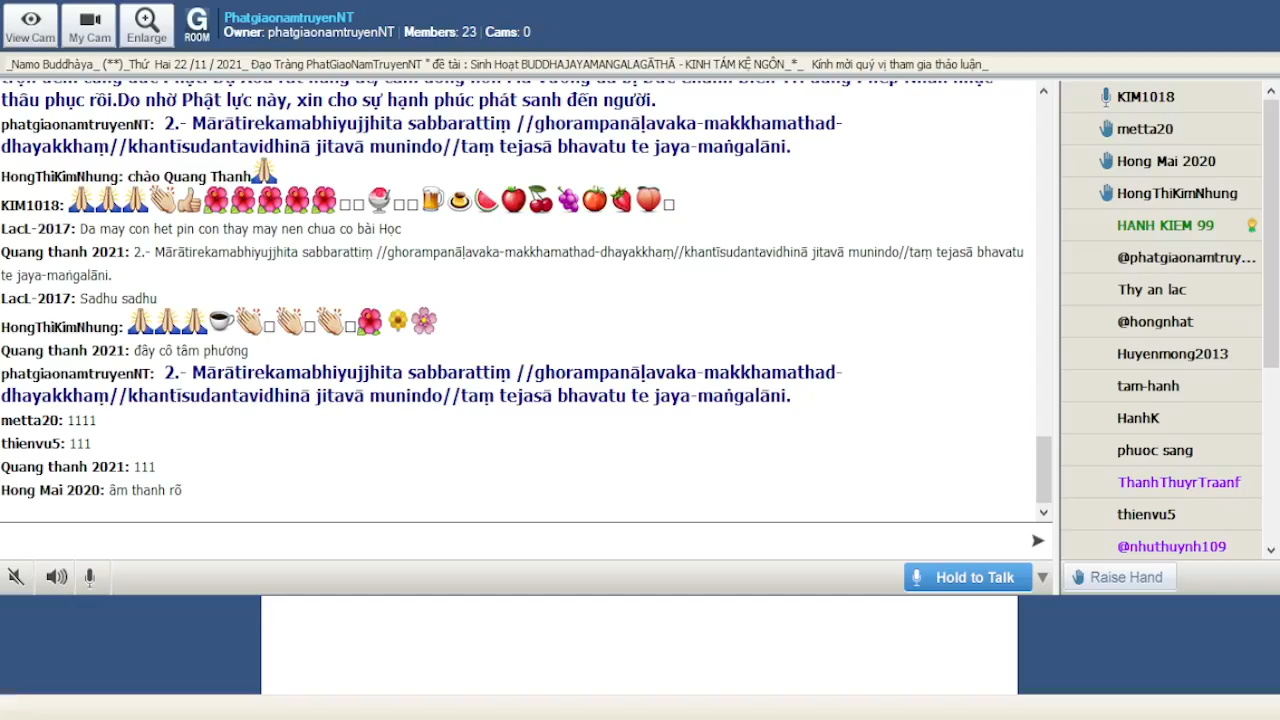 View Cam
My Cam
Enlarge
G
ROOM
PhatgiaonamtruyenNT
Owner: phatgiaonamtruyenNT | Members: 23 | Cams: 0
_Namo Buddhàya_ (**)_Thứ Hai 22 /11 / 2021_ Đạo Tràng PhatGiaoNamTruyenNT " đề tài : Sinh Hoạt BUDDHAJAYAMANGALAGĀTHĀ - KINH TÁM KỆ NGÔN_*_ Kính mời quý vị tham gia thảo luận_
thâu phục rồi.Do nhờ Phật lực này, xin cho sự hạnh phúc phát sanh đến người.
phatgiaonamtruyenNT: 2.- Mārātirekamabhiyujjhita sabbarattiṃ //ghorampanāḷavaka-makkhamathad-
dhayakkhaṃ//khantīsudantavidhinā jitavā munindo//taṃ tejasā bhavatu te jaya-maṅgalāni.
HongThiKimNhung: chào Quang Thanh🙏
KIM1018: 🙏🙏🙏👏👍🌺🌺🌺🌺🌺□□🍨□□🍺🍮🍉🍎🍒🍇🍅🍓🍑□
LacL-2017: Da may con het pin con thay may nen chua co bài Học
Quang thanh 2021: 2.- Mārātirekamabhiyujjhita sabbarattiṃ //ghorampanāḷavaka-makkhamathad-dhayakkhaṃ//khantīsudantavidhinā jitavā munindo//taṃ tejasā bhavatu
te jaya-maṅgalāni.
LacL-2017: Sadhu sadhu
HongThiKimNhung: 🙏🙏🙏☕👏□👏□👏□🌺🌼🌸
Quang thanh 2021: đây cô tâm phương
phatgiaonamtruyenNT: 2.- Mārātirekamabhiyujjhita sabbarattiṃ //ghorampanāḷavaka-makkhamathad-
dhayakkhaṃ//khantīsudantavidhinā jitavā munindo//taṃ tejasā bhavatu te jaya-maṅgalāni.
metta20: 1111
thienvu5: 111
Quang thanh 2021: 111
Hong Mai 2020: âm thanh rõ
Hold to Talk
KIM1018
metta20
Hong Mai 2020
HongThiKimNhung
HANH KIEM 99
@phatgiaonamtruy...
Thy an lac
@hongnhat
Huyenmong2013
tam-hanh
HanhK
phuoc sang
ThanhThuyrTraanf
thienvu5
@nhuthuynh109
Raise Hand